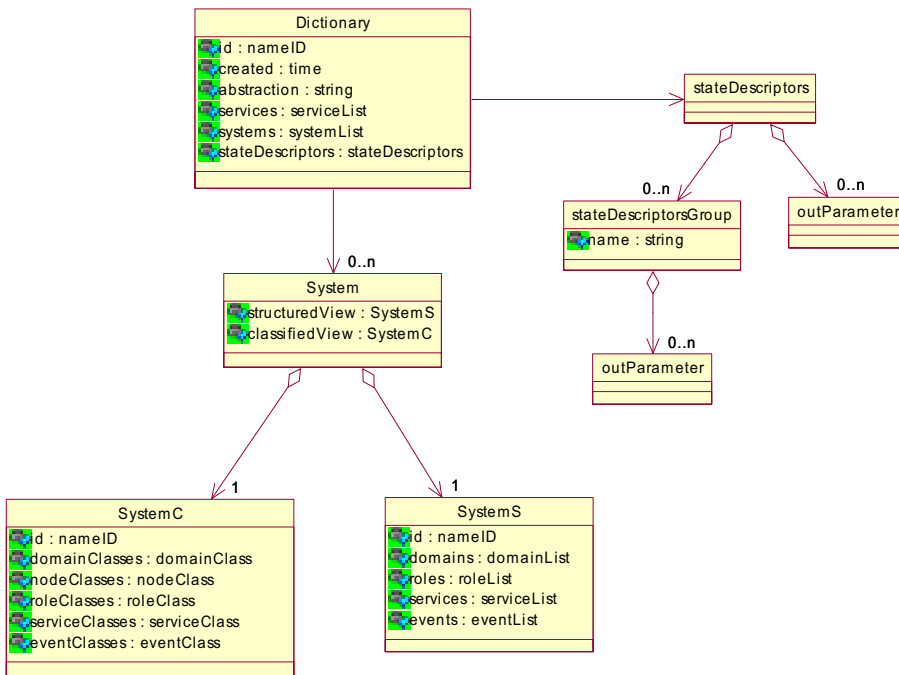 Dictionary
id : nameID
created : time
abstraction : string
services : serviceList
systems : systemList
stateDescriptors : stateDescriptors
stateDescriptors
0..n
0..n
stateDescriptorsGroup
name : string
outParameter
0..n
outParameter
0..n
System
structuredView : SystemS
classifiedView : SystemC
1
1
SystemC
id : nameID
domainClasses : domainClass
nodeClasses : nodeClass
roleClasses : roleClass
serviceClasses : serviceClass
eventClasses : eventClass
SystemS
id : nameID
domains : domainList
roles : roleList
services : serviceList
events : eventList